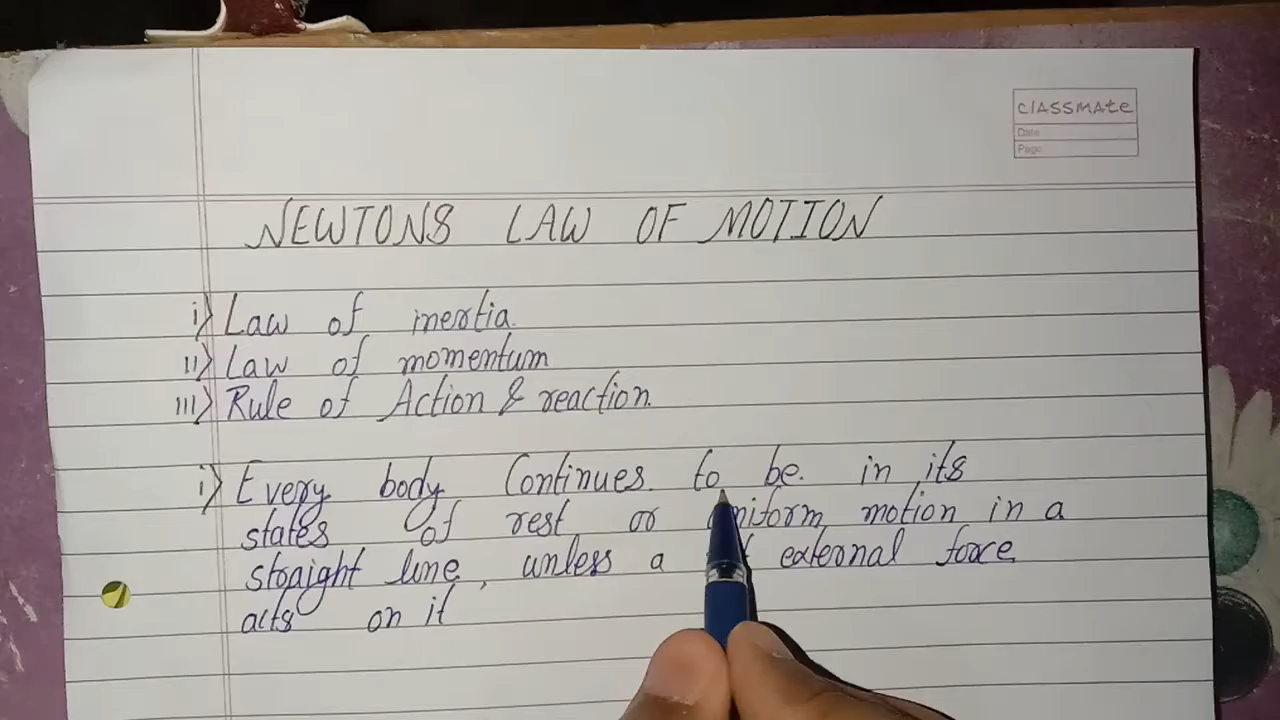 classmate
Date
Page
NEWTONS LAW OF MOTION
i) Law of inertia.
ii) Law of momentum
iii) Rule of Action & reaction.
i) Every body Continues to be. in its
states of rest or uniform motion in a
straight line, unless a external force
acts on it